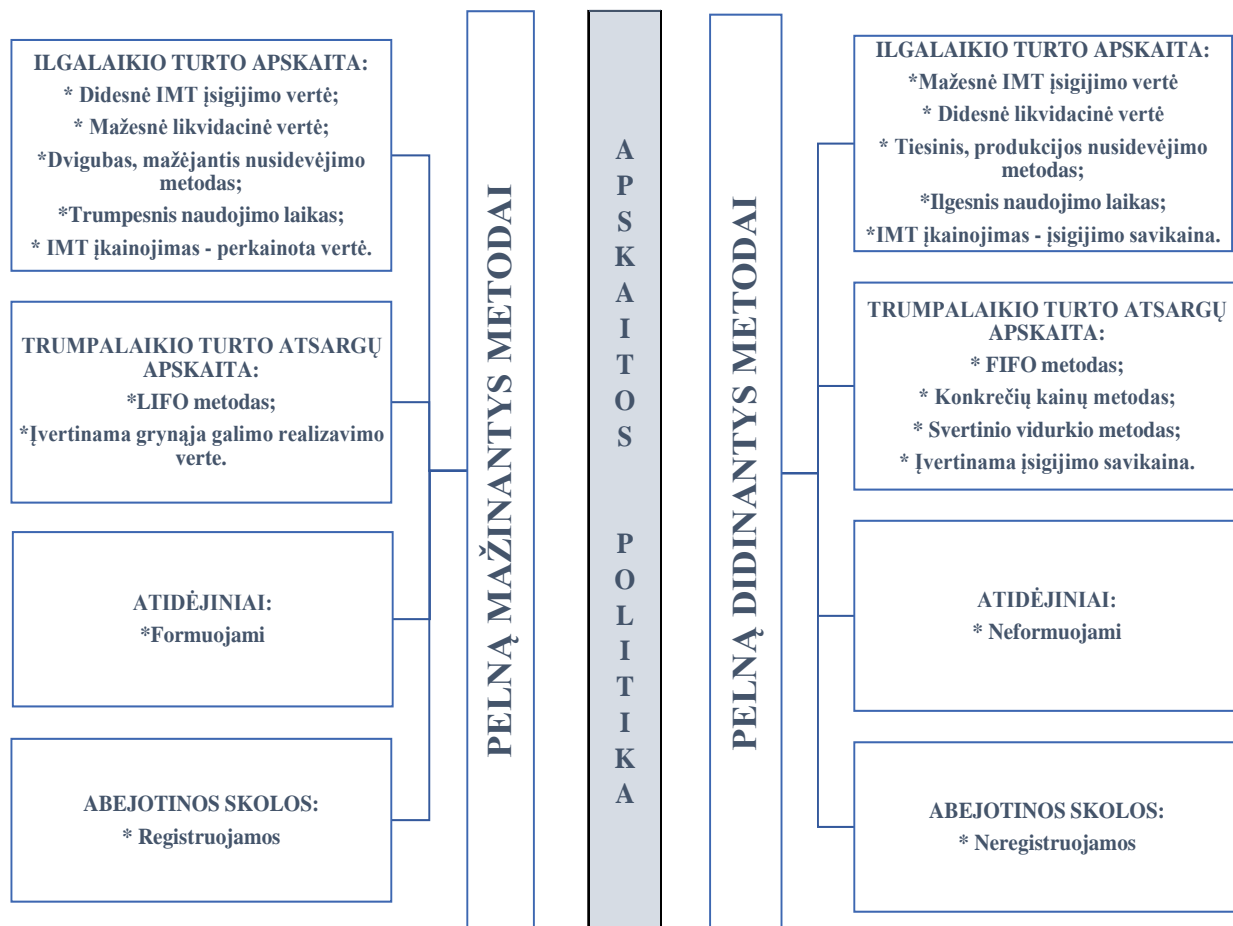 ILGALAIKIO TURTO APSKAITA:
* Didesnė IMT įsigijimo vertė;
* Mažesnė likvidacinė vertė;
*Dvigubas, mažėjantis nusidevėjimo
metodas;
*Trumpesnis naudojimo laikas;
* IMT įkainojimas - perkainota vertė.
TRUMPALAIKIO TURTO ATSARGŲ
APSKAITA:
*LIFO metodas;
*Įvertinama grynąja galimo realizavimo
verte.
ATIDĖJINIAI:
*Formuojami
ABEJOTINOS SKOLOS:
* Registruojamos
PELNĄ MAŽINANTYS METODAI
APSKAITOS POLITIKA
PELNĄ DIDINANTYS METODAI
ILGALAIKIO TURTO APSKAITA:
*Mažesnė IMT įsigijimo vertė
* Didesnė likvidacinė vertė
* Tiesinis, produkcijos nusidevėjimo
metodas;
*Ilgesnis naudojimo laikas;
*IMT įkainojimas - įsigijimo savikaina.
TRUMPALAIKIO TURTO ATSARGŲ
APSKAITA:
* FIFO metodas;
* Konkrečių kainų metodas;
* Svertinio vidurkio metodas;
* Įvertinama įsigijimo savikaina.
ATIDĖJINIAI:
* Neformuojami
ABEJOTINOS SKOLOS:
* Neregistruojamos